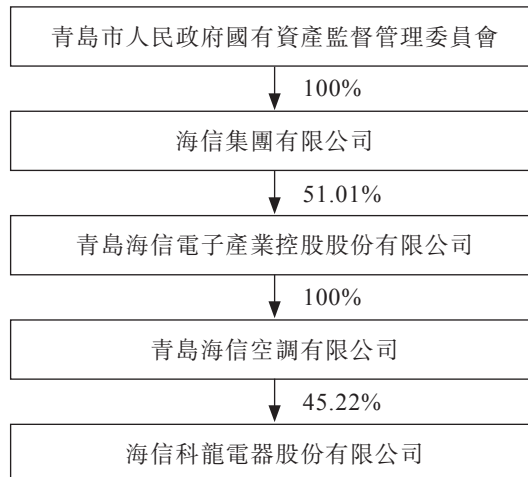 青島市人民政府國有資產監督管理委員會
100%
海信集團有限公司
51.01%
青島海信電子產業控股股份有限公司
100%
青島海信空調有限公司
45.22%
海信科龍電器股份有限公司